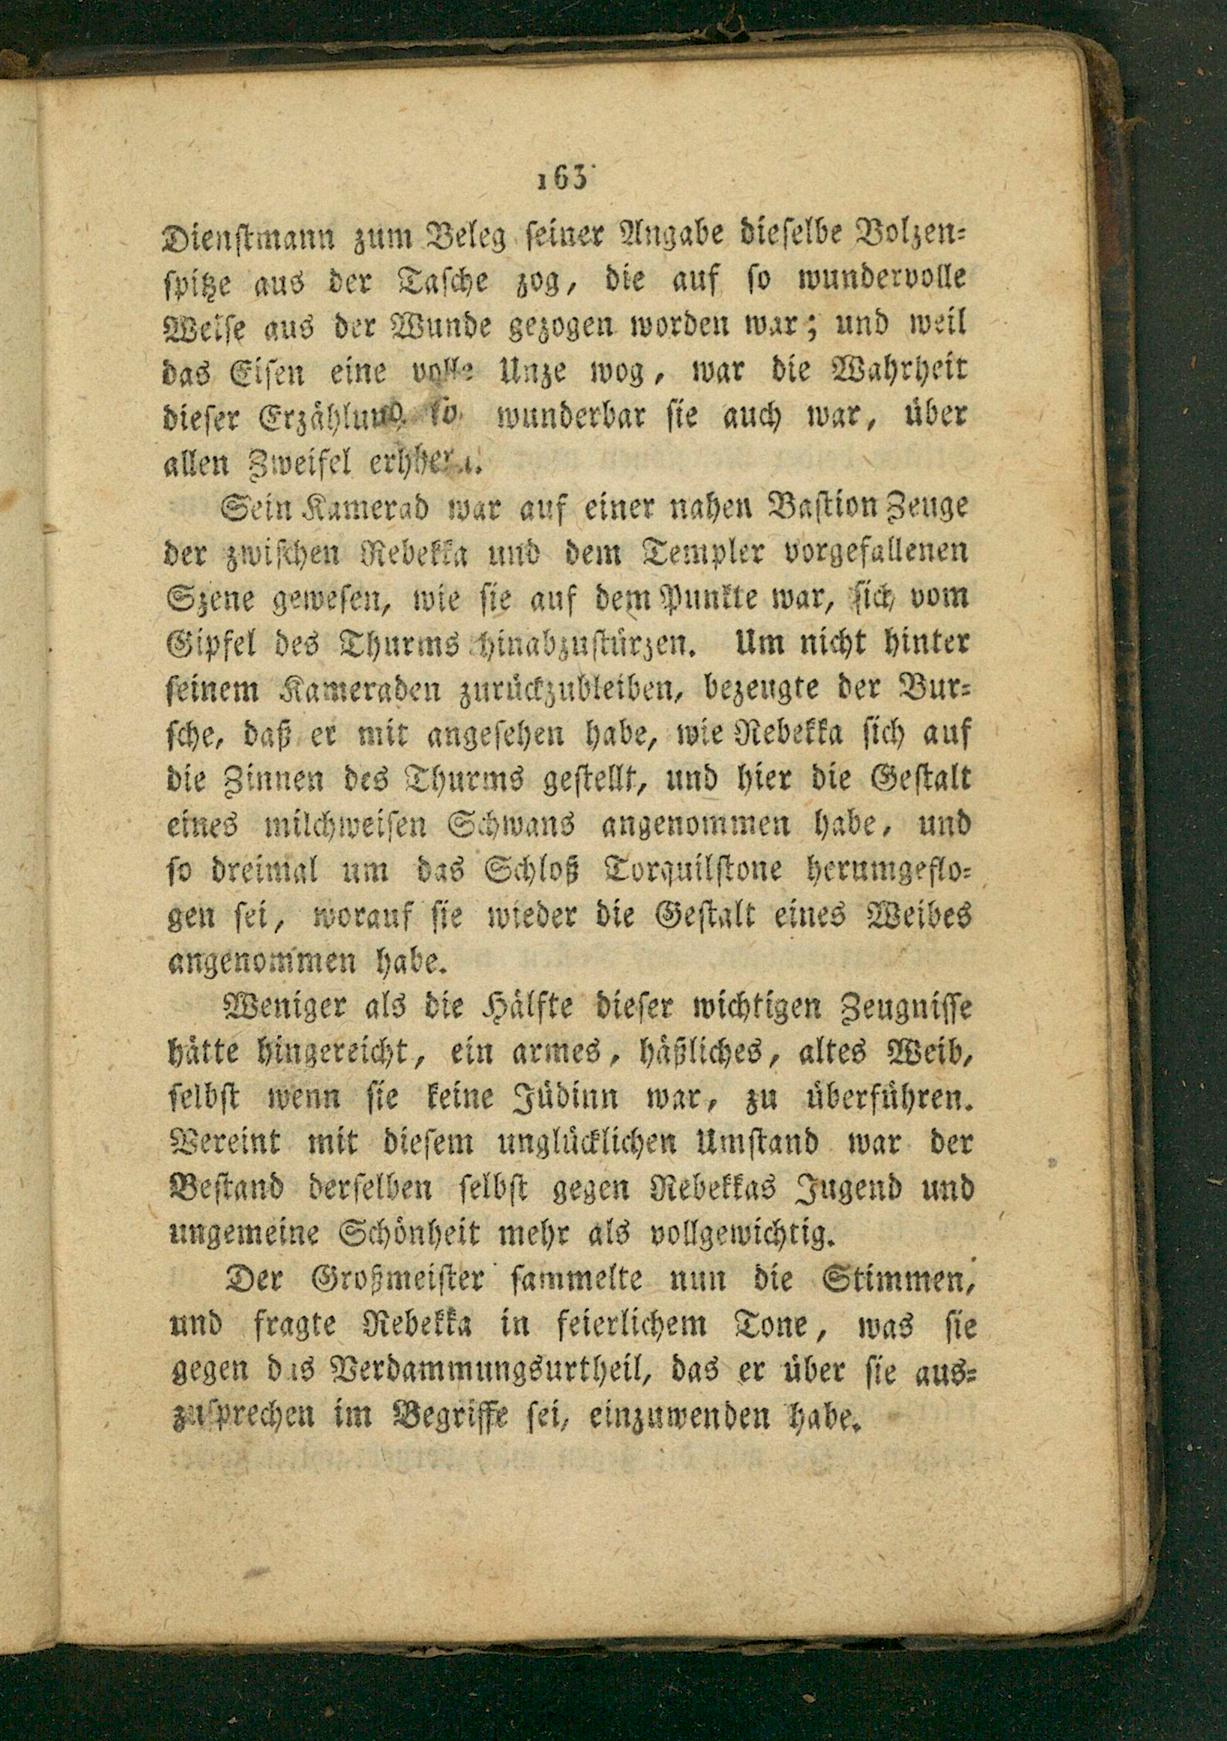 163
Dienstmann zum Beleg seiner Angabe dieselbe Bolzen-
spitze aus der Tasche zog, die auf so wundervolle
Weise aus der Wunde gezogen worden war; und weil
das Eisen eine volle Unze wog, war die Wahrheit
dieser Erzählung so wunderbar sie auch war, über
allen Zweifel
Sein Kamerad war auf einer nahen Bastion Zeuge
der zwischen Rebekka und dem Templer vorgefallenen
Szene gewesen, wie sie auf dem Punkte war, sich vom
Gipfel des Thurms hinabzustürzen. Um nicht hinter
seinem Kameraden zurückzubleiben, bezeugte der Bur-
sche, daß er mit angesehen habe, wie Rebekka sich auf
die Zinnen des Thurms gestellt, und hier die Gestalt
eines milchweisen Schwans angenommen habe, und
so dreimal um das Schloß Torquilstone herumgeflo-
gen sei, worauf sie wieder die Gestalt eines Weibes
angenommen habe.
Weniger als die Hälfte dieser wichtigen Zeugnisse
hätte hingereicht, ein armes, häßliches, altes Weib,
selbst wenn sie keine Jüdinn war, zu überführen.
Vereint mit diesem unglücklichen Umstand war der
Bestand derselben selbst gegen Rebekkas Jugend und
ungemeine Schönheit mehr als vollgewichtig.
Der Großmeister sammelte nun die Stimmen,
und fragte Rebekka in feierlichem Tone, was sie
gegen das Verdammungsurtheil, das er über sie aus-
zusprechen im Begriffe sei, einzuwenden habe.